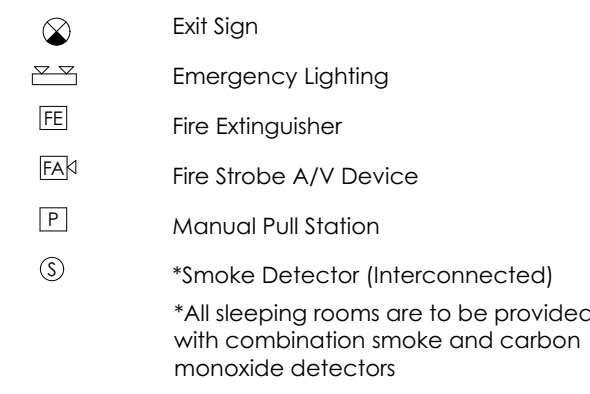 Exit Sign
Emergency Lighting
FE Fire Extinguisher
FA Fire Strobe A/V Device
P Manual Pull Station
S *Smoke Detector (Interconnected)
*All sleeping rooms are to be provided
with combination smoke and carbon
monoxide detectors